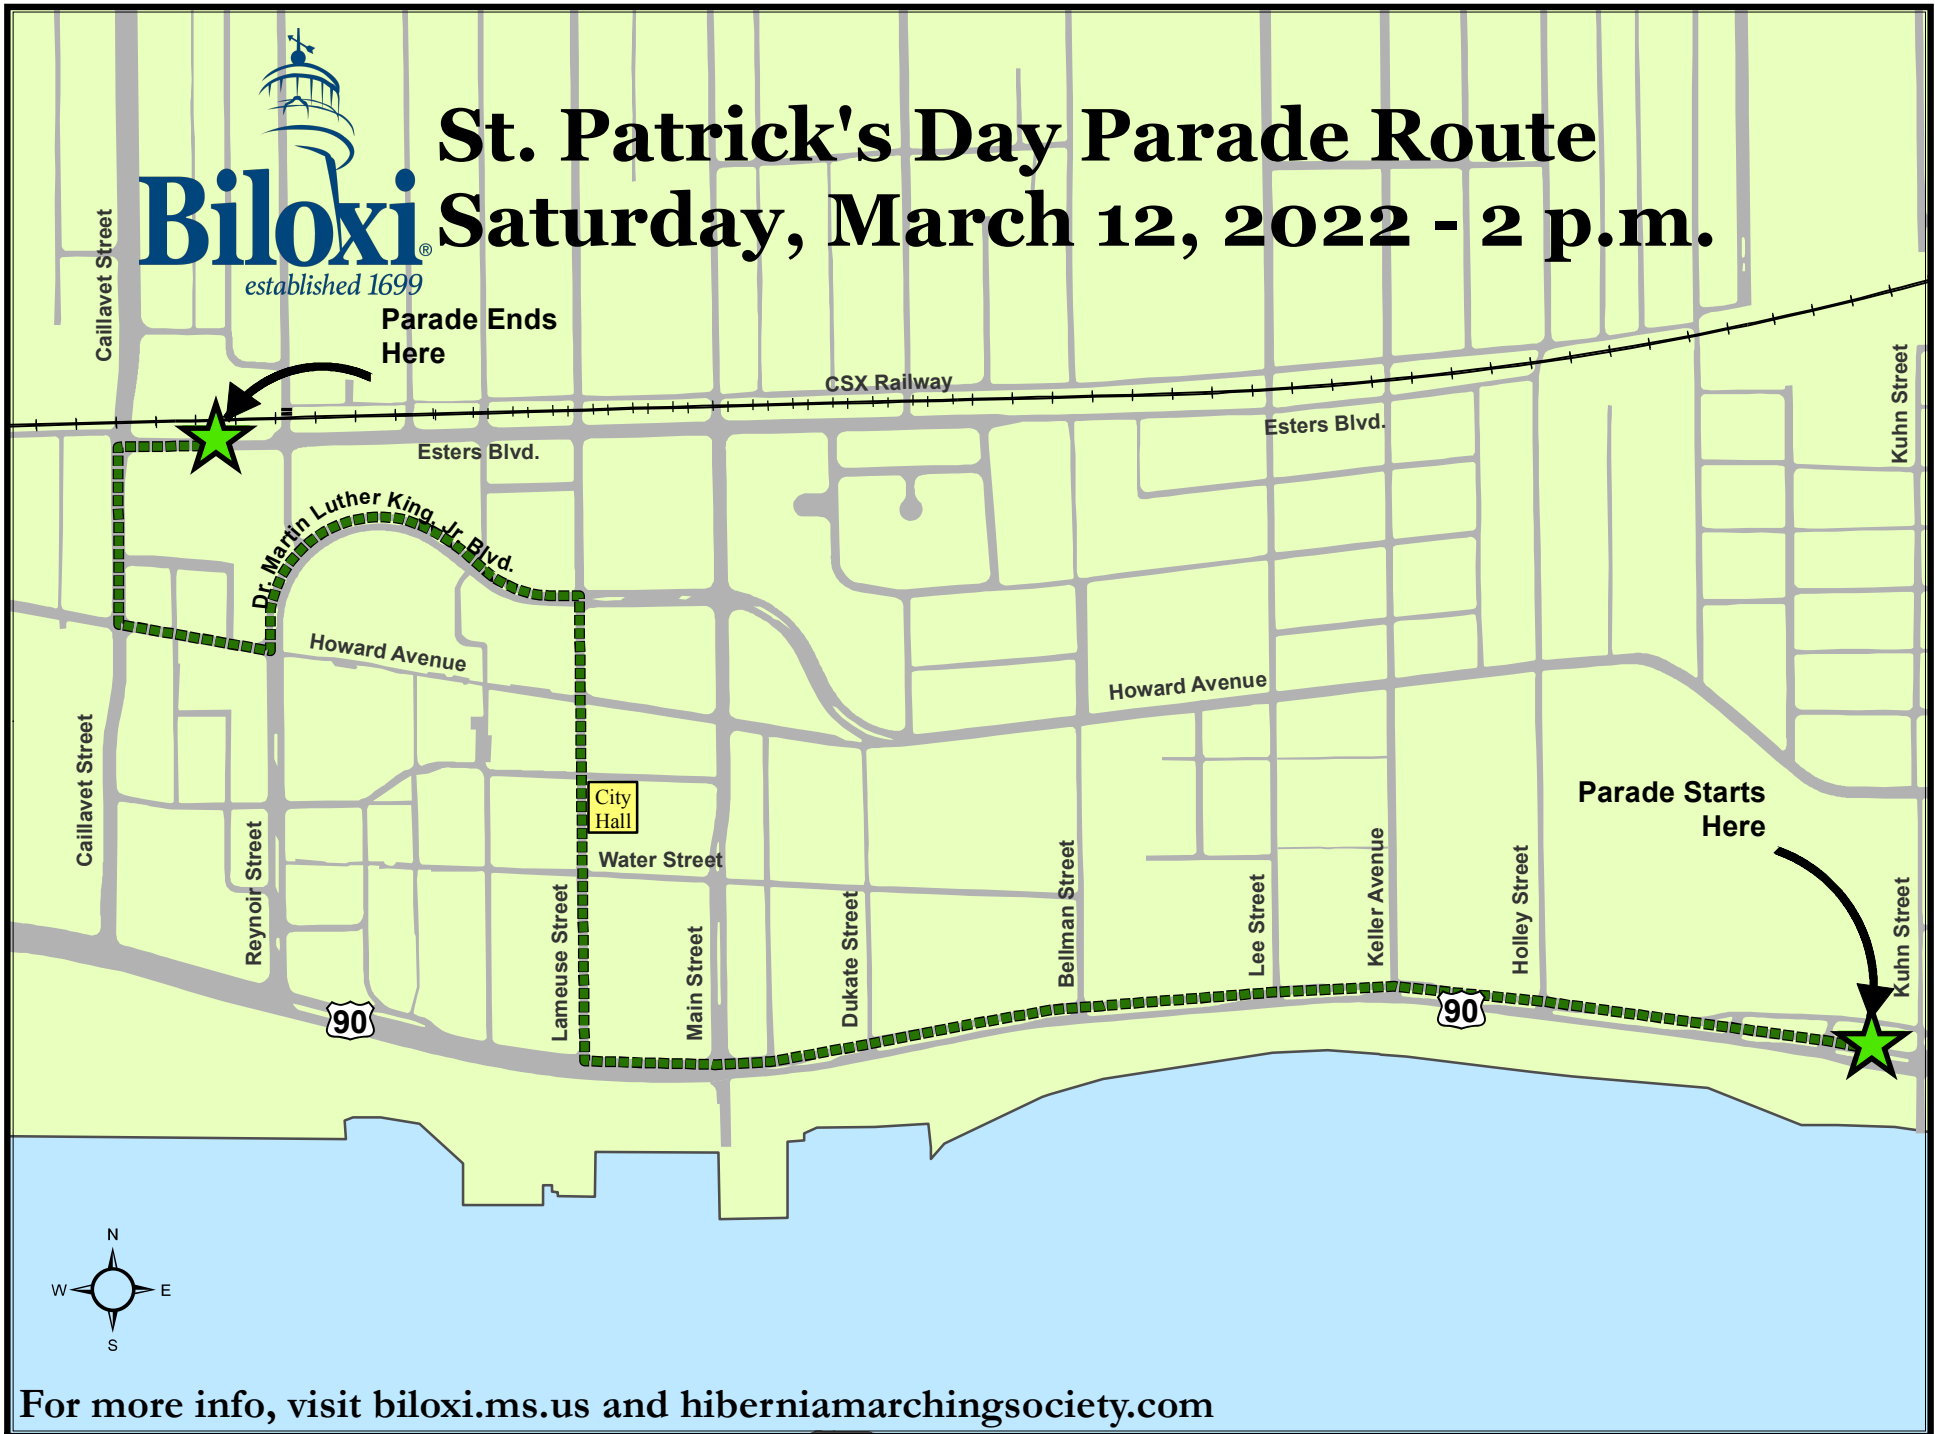 St. Patrick's Day Parade Route
Saturday, March 12, 2022 - 2 p.m.
Biloxi®
established 1699
Parade Ends
Here
Caillavet Street
CSX Railway
Esters Blvd.
Esters Blvd.
Kuhn Street
Dr. Martin Luther King, Jr. Blvd.
Howard Avenue
Howard Avenue
Caillavet Street
Reynoir Street
City
Hall
Water Street
Lameuse Street
Main Street
Dukate Street
Bellman Street
Lee Street
Keller Avenue
Holley Street
Parade Starts
Here
Kuhn Street
90
90
N
W E
S
For more info, visit biloxi.ms.us and hiberniamarchingsociety.com